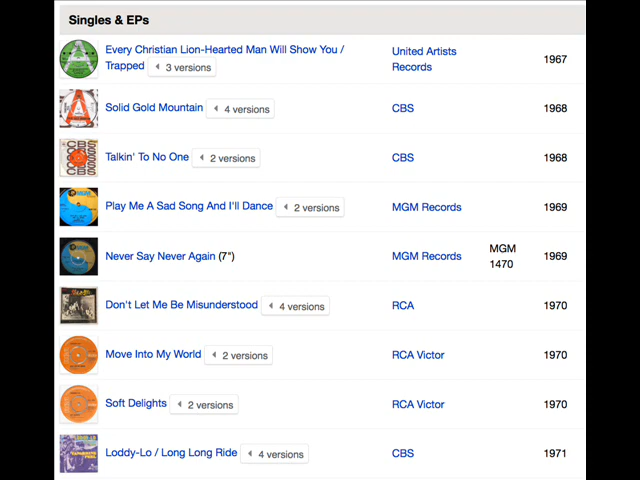 Singles & EPs
Every Christian Lion-Hearted Man Will Show You /
Trapped 3 versions
United Artists
Records
1967
Solid Gold Mountain 4 versions CBS 1968
Talkin' To No One 2 versions CBS 1968
Play Me A Sad Song And I'll Dance 2 versions MGM Records 1969
Never Say Never Again (7") MGM Records MGM
1470
1969
Don't Let Me Be Misunderstood 4 versions RCA 1970
Move Into My World 2 versions RCA Victor 1970
Soft Delights 2 versions RCA Victor 1970
Loddy-Lo / Long Long Ride 4 versions CBS 1971